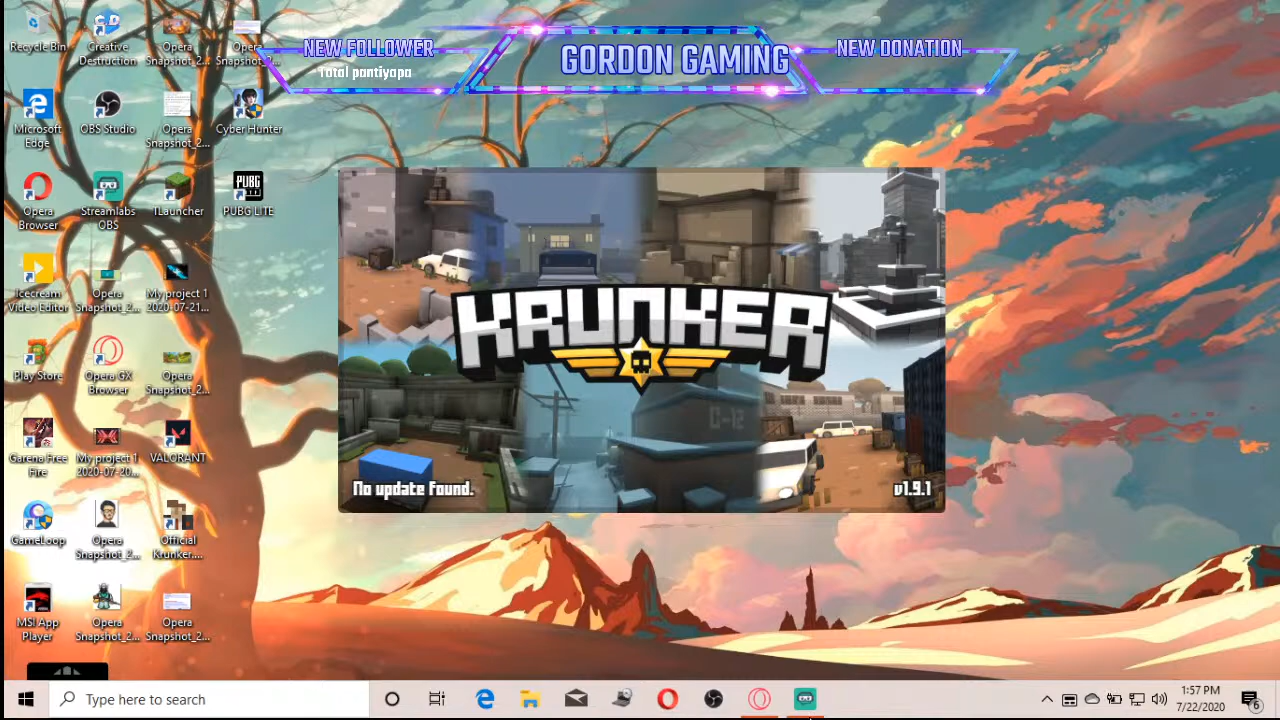 NEW FOLLOWER
Total pantiyapa
GORDON GAMING
NEW DONATION
Recycle Bin
Creative
Destruction
Opera
Snapshot_2...
Opera
Snapshot_2...
Microsoft
Edge
OBS Studio
Opera
Snapshot_2...
Cyber Hunter
Opera
Browser
Streamlabs
OBS
TLauncher
PUBG
PUBG LITE
Icecream
Video Editor
Opera
Snapshot_2...
My project 1
2020-07-21...
Play Store
Opera GX
Browser
Opera
Snapshot_2...
Garena Free
Fire
My project 1
2020-07-20...
VALORANT
GameLoop
Opera
Snapshot_2...
Official
Krunker....
MSI App
Player
Opera
Snapshot_2...
Opera
Snapshot_2...
KRUNKER
No update Found.
v1.9.1
Type here to search
1:57 PM
7/22/2020
6